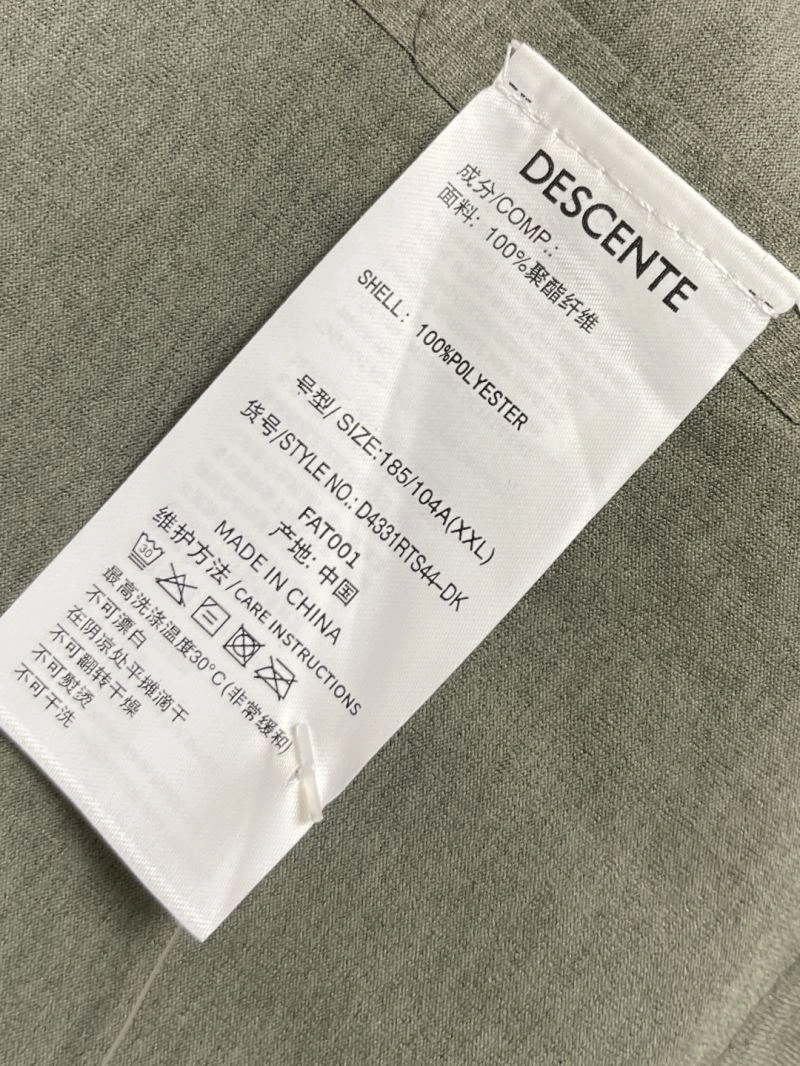 DESCENTE
成分/COMP.:
面料: 100%聚酯纤维
SHELL: 100%POLYESTER
号型/ SIZE:185/104A(XXL)
货号/STYLE NO.: D4331RTS44-DK
FAT001
产地: 中国
MADE IN CHINA
维护方法/CARE INSTRUCTIONS
30
最高洗涤温度30°C(非常缓和)
不可漂白
在阴凉处平摊滴干
不可翻转干燥
不可熨烫
不可干洗